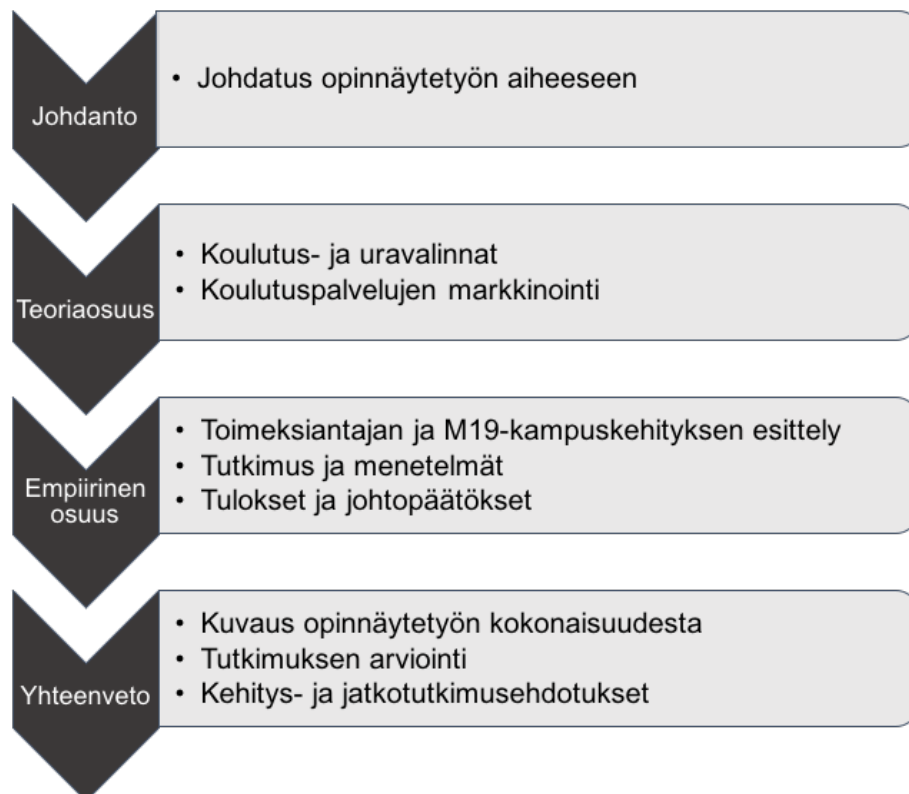 Johdanto
• Johdatus opinnäytetyön aiheeseen
Teoriaosuus
• Koulutus- ja uravalinnat
• Koulutuspalvelujen markkinointi
Empiirinen
osuus
• Toimeksiantajan ja M19-kampuskehityksen esittely
• Tutkimus ja menetelmät
• Tulokset ja johtopäätökset
Yhteenveto
• Kuvaus opinnäytetyön kokonaisuudesta
• Tutkimuksen arviointi
• Kehitys- ja jatkotutkimusehdotukset